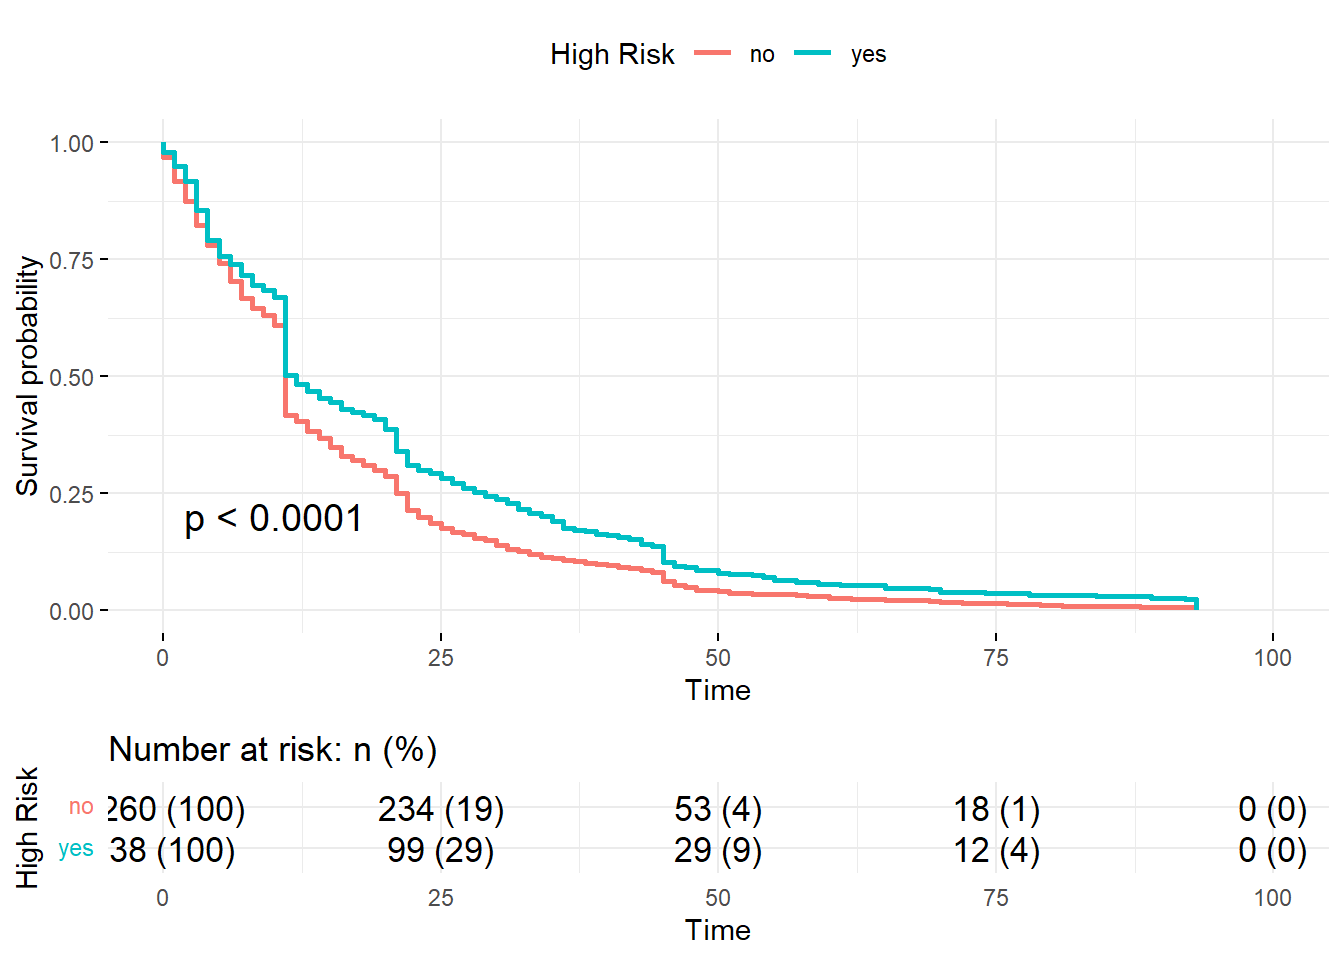 High Risk no yes
1.00
0.75
0.50
0.25
0.00
Survival probability
p < 0.0001
0 25 50 75 100
Time
Number at risk: n (%)
High Risk
no 260 (100) 234 (19) 53 (4) 18 (1) 0 (0)
yes 38 (100) 99 (29) 29 (9) 12 (4) 0 (0)
0 25 50 75 100
Time